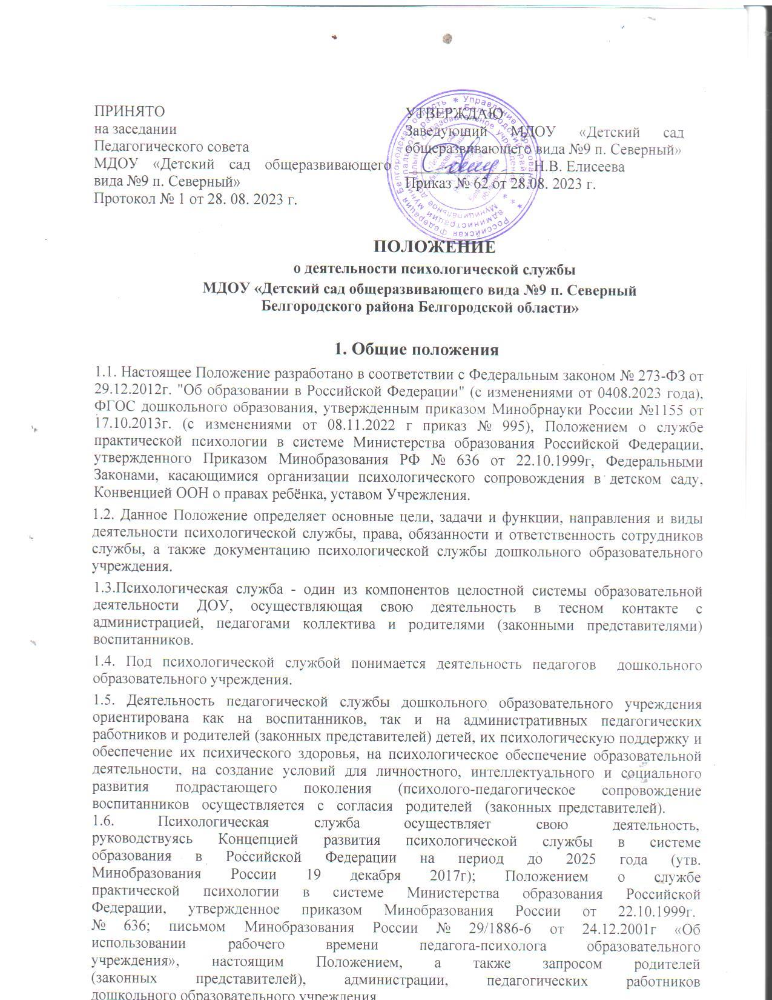 ПРИНЯТО
на заседании
Педагогического совета
МДОУ «Детский сад общеразвивающего
вида №9 п. Северный»
Протокол № 1 от 28. 08. 2023 г.
УТВЕРЖДАЮ
Заведующий МДОУ «Детский сад
общеразвивающего вида №9 п. Северный»
Н.В. Елисеева
Приказ № 62 от 28.08. 2023 г.
ПОЛОЖЕНИЕ
о деятельности психологической службы
МДОУ «Детский сад общеразвивающего вида №9 п. Северный
Белгородского района Белгородской области»
1. Общие положения
1.1. Настоящее Положение разработано в соответствии с Федеральным законом № 273-ФЗ от
29.12.2012г. "Об образовании в Российской Федерации" (с изменениями от 0408.2023 года),
ФГОС дошкольного образования, утвержденным приказом Минобрнауки России №1155 от
17.10.2013г. (с изменениями от 08.11.2022 г приказ № 995), Положением о службе
практической психологии в системе Министерства образования Российской Федерации,
утвержденного Приказом Минобразования РФ № 636 от 22.10.1999г, Федеральными
Законами, касающимися организации психологического сопровождения в детском саду,
Конвенцией ООН о правах ребёнка, уставом Учрежления.
1.2. Данное Положение определяет основные цели, задачи и функции, направления и виды
деятельности психологической службы, права, обязанности и ответственность сотрудников
службы, а также документацию психологической службы дошкольного образовательного
учреждения.
1.3.Психологическая служба - один из компонентов целостной системы образовательной
деятельности ДОУ, осуществляющая свою деятельность в тесном контакте с
администрацией, педагогами коллектива и родителями (законными представителями)
воспитанников.
1.4. Под психологической службой понимается деятельность педагогов дошкольного
образовательного учреждения.
1.5. Деятельность педагогической службы дошкольного образовательного учреждения
ориентирована как на воспитанников, так и на административных педагогических
работников и родителей (законных представителей) детей, их психологическую поддержку и
обеспечение их психического здоровья, на психологическое обеспечение образовательной
деятельности, на создание условий для личностного, интеллектуального и социального
развития подрастающего поколения (психолого-педагогическое сопровождение
воспитанников осуществляется с согласия родителей (законных представителей).
1.6. Психологическая служба осуществляет свою деятельность,
руководствуясь Концепцией развития психологической службы в системе
образования в Российской Федерации на период до 2025 года (утв.
Минобразования России 19 декабря 2017г); Положением о службе
практической психологии в системе Министерства образования Российской
Федерации, утвержденное приказом Минобразования России от 22.10.1999г.
№ 636; письмом Минобразования России № 29/1886-6 от 24.12.2001г «Об
использовании рабочего времени педагога-психолога образовательного
учреждения», настоящим Положением, а также запросом родителей
(законных представителей), администрации, педагогических работников
дошкольного образовательного учреждения